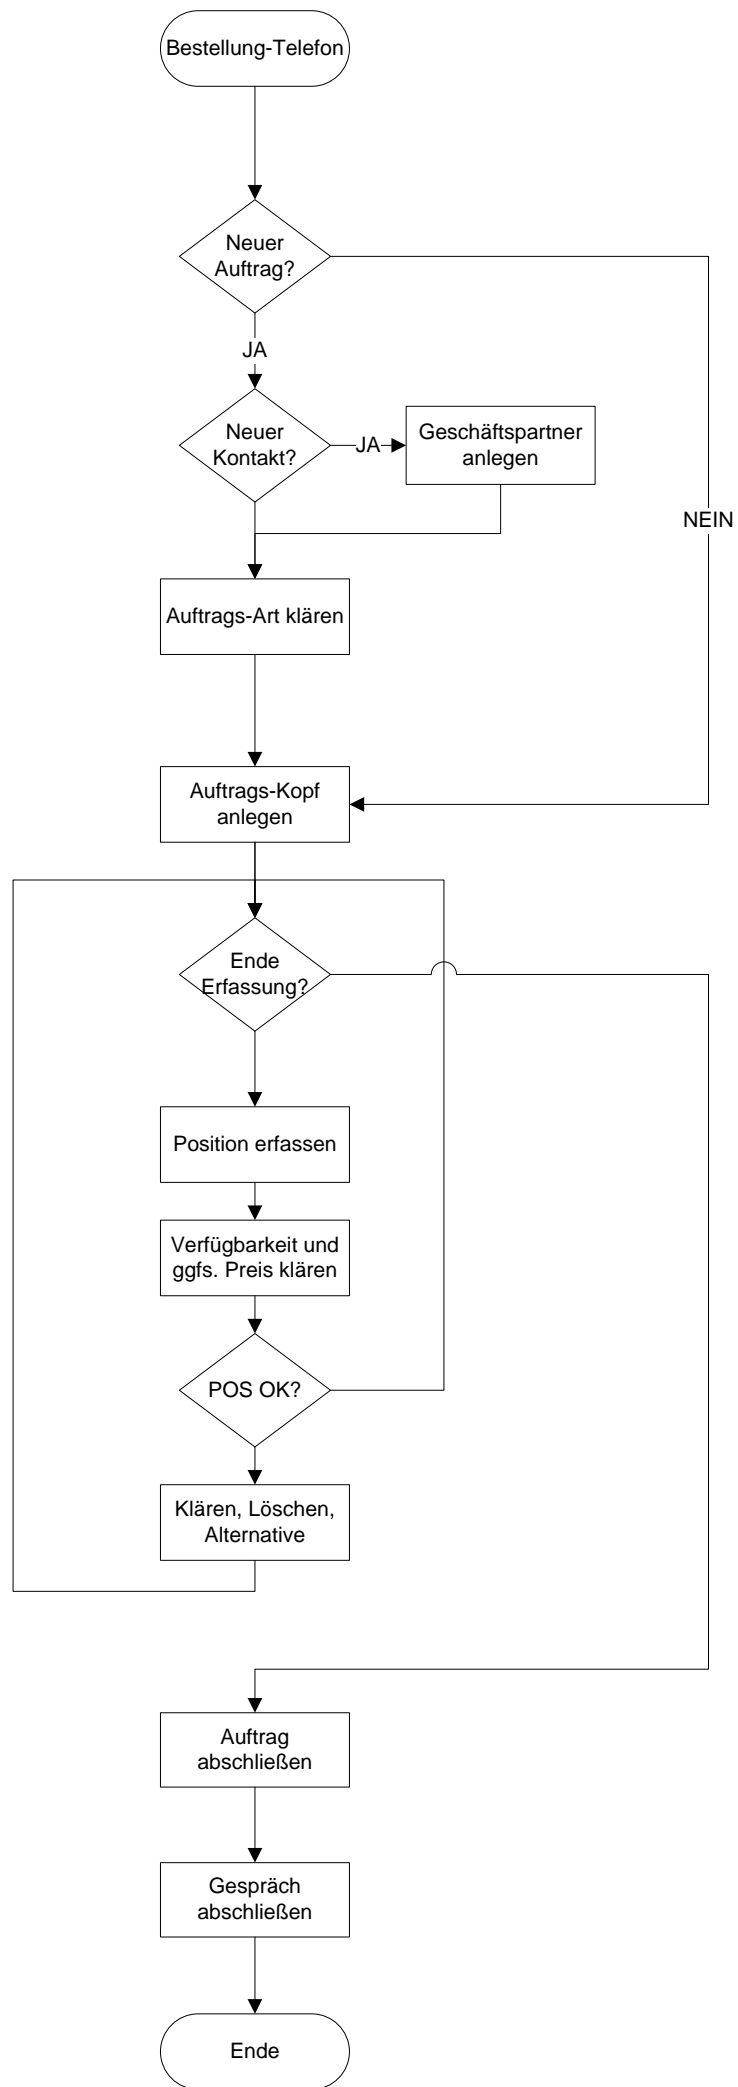 Bestellung-Telefon
Neuer
Auftrag?
JA
Neuer
Kontakt?
JA
Geschäftspartner
anlegen
NEIN
Auftrags-Art klären
Auftrags-Kopf
anlegen
Ende
Erfassung?
Position erfassen
Verfügbarkeit und
ggfs. Preis klären
POS OK?
Klären, Löschen,
Alternative
Auftrag
abschließen
Gespräch
abschließen
Ende